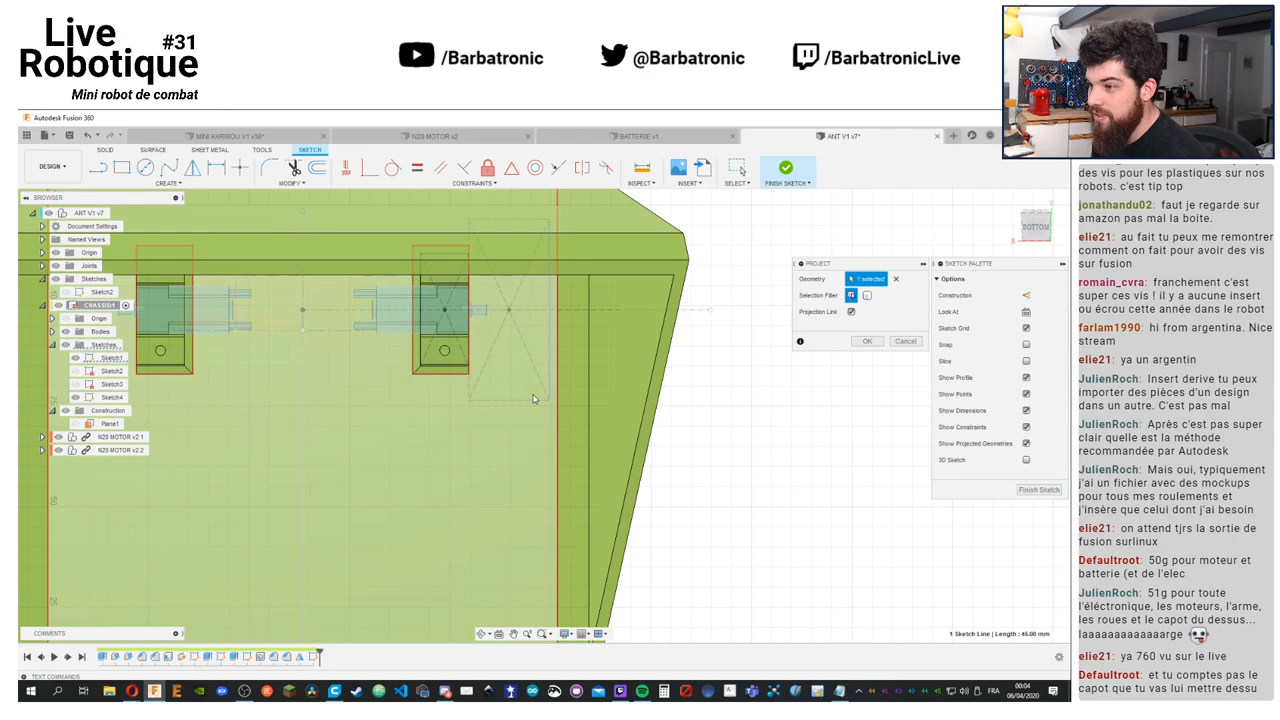 Live
Robotique #31
Mini robot de combat
/Barbatronic
@Barbatronic
/BarbatronicLive
Autodesk Fusion 360
MINI KARIBOU V1 v38*
N20 MOTOR v2
BATTERIE v1
ANT V1 v7*
SOLID SURFACE SHEET METAL TOOLS SKETCH
DESIGN
CREATE MODIFY CONSTRAINTS INSPECT INSERT SELECT FINISH SKETCH
BROWSER
ANT V1 v7
Document Settings
Named Views
Origin
Joints
Sketches
Sketch2
CHASSIS:1
Origin
Bodies
Sketches
Sketch1
Sketch2
Sketch3
Sketch4
Construction
Plane1
N20 MOTOR v2:1
N20 MOTOR v2:2
75
50
BOTTOM
X
PROJECT
Geometry 1 selected
Selection Filter
Projection Link
OK Cancel
SKETCH PALETTE
Options
Construction
Look At
Sketch Grid
Snap
Slice
Show Profile
Show Points
Show Dimensions
Show Constraints
Show Projected Geometries
3D Sketch
Finish Sketch
COMMENTS
1 Sketch Line | Length : 45.00 mm
TEXT COMMANDS
FRA
00:04
06/04/2020
des vis pour les plastiques sur nos
robots. c'est tip top
jonathandu02: faut je regarde sur
amazon pas mal la boite.
elie21: au fait tu peux me remontrer
comment on fait pour avoir des vis
sur fusion
romain_cvra: franchement c'est
super ces vis ! il y a aucune insert
ou écrou cette année dans le robot
farlam1990: hi from argentina. Nice
stream
elie21: ya un argentin
JulienRoch: Insert derive tu peux
importer des pièces d'un design
dans un autre. C'est pas mal
JulienRoch: Après c'est pas super
clair quelle est la méthode
recommandée par Autodesk
JulienRoch: Mais oui, typiquement
j'ai un fichier avec des mockups
pour tous mes roulements et
j'insère que celui dont j'ai besoin
elie21: on attend tjrs la sortie de
fusion surlinux
Defaultroot: 50g pour moteur et
batterie (et de l'elec
JulienRoch: 51g pour toute
l'éléctronique, les moteurs, l'arme,
les roues et le capot du dessus...
laaaaaaaaaaaaarge
elie21: ya 760 vu sur le live
Defaultroot: et tu comptes pas le
capot que tu vas lui mettre dessu